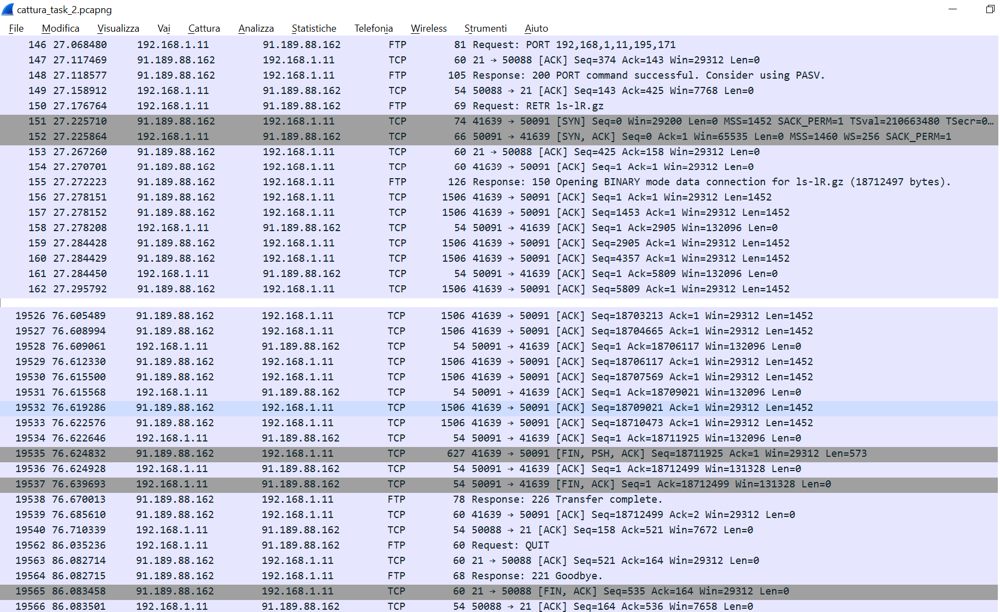 cattura_task_2.pcapng
File Modifica Visualizza Vai Cattura Analizza Statistiche Telefonia Wireless Strumenti Aiuto
146 27.068480 192.168.1.11 91.189.88.162 FTP 81 Request: PORT 192,168,1,11,195,171
147 27.117469 91.189.88.162 192.168.1.11 TCP 60 21 → 50088 [ACK] Seq=374 Ack=143 Win=29312 Len=0
148 27.118577 91.189.88.162 192.168.1.11 FTP 105 Response: 200 PORT command successful. Consider using PASV.
149 27.158912 192.168.1.11 91.189.88.162 TCP 54 50088 → 21 [ACK] Seq=143 Ack=425 Win=7768 Len=0
150 27.176764 192.168.1.11 91.189.88.162 FTP 69 Request: RETR ls-lR.gz
151 27.225710 91.189.88.162 192.168.1.11 TCP 74 41639 → 50091 [SYN] Seq=0 Win=29200 Len=0 MSS=1452 SACK_PERM=1 TSval=210663480 TSecr=0…
152 27.225864 192.168.1.11 91.189.88.162 TCP 66 50091 → 41639 [SYN, ACK] Seq=0 Ack=1 Win=65535 Len=0 MSS=1460 WS=256 SACK_PERM=1
153 27.267260 91.189.88.162 192.168.1.11 TCP 60 21 → 50088 [ACK] Seq=425 Ack=158 Win=29312 Len=0
154 27.270701 91.189.88.162 192.168.1.11 TCP 60 41639 → 50091 [ACK] Seq=1 Ack=1 Win=29312 Len=0
155 27.272223 91.189.88.162 192.168.1.11 FTP 126 Response: 150 Opening BINARY mode data connection for ls-lR.gz (18712497 bytes).
156 27.278151 91.189.88.162 192.168.1.11 TCP 1506 41639 → 50091 [ACK] Seq=1 Ack=1 Win=29312 Len=1452
157 27.278152 91.189.88.162 192.168.1.11 TCP 1506 41639 → 50091 [ACK] Seq=1453 Ack=1 Win=29312 Len=1452
158 27.278208 192.168.1.11 91.189.88.162 TCP 54 50091 → 41639 [ACK] Seq=1 Ack=2905 Win=132096 Len=0
159 27.284428 91.189.88.162 192.168.1.11 TCP 1506 41639 → 50091 [ACK] Seq=2905 Ack=1 Win=29312 Len=1452
160 27.284429 91.189.88.162 192.168.1.11 TCP 1506 41639 → 50091 [ACK] Seq=4357 Ack=1 Win=29312 Len=1452
161 27.284450 192.168.1.11 91.189.88.162 TCP 54 50091 → 41639 [ACK] Seq=1 Ack=5809 Win=132096 Len=0
162 27.295792 91.189.88.162 192.168.1.11 TCP 1506 41639 → 50091 [ACK] Seq=5809 Ack=1 Win=29312 Len=1452
19526 76.605489 91.189.88.162 192.168.1.11 TCP 1506 41639 → 50091 [ACK] Seq=18703213 Ack=1 Win=29312 Len=1452
19527 76.608994 91.189.88.162 192.168.1.11 TCP 1506 41639 → 50091 [ACK] Seq=18704665 Ack=1 Win=29312 Len=1452
19528 76.609061 192.168.1.11 91.189.88.162 TCP 54 50091 → 41639 [ACK] Seq=1 Ack=18706117 Win=132096 Len=0
19529 76.612330 91.189.88.162 192.168.1.11 TCP 1506 41639 → 50091 [ACK] Seq=18706117 Ack=1 Win=29312 Len=1452
19530 76.615500 91.189.88.162 192.168.1.11 TCP 1506 41639 → 50091 [ACK] Seq=18707569 Ack=1 Win=29312 Len=1452
19531 76.615568 192.168.1.11 91.189.88.162 TCP 54 50091 → 41639 [ACK] Seq=1 Ack=18709021 Win=132096 Len=0
19532 76.619286 91.189.88.162 192.168.1.11 TCP 1506 41639 → 50091 [ACK] Seq=18709021 Ack=1 Win=29312 Len=1452
19533 76.622576 91.189.88.162 192.168.1.11 TCP 1506 41639 → 50091 [ACK] Seq=18710473 Ack=1 Win=29312 Len=1452
19534 76.622646 192.168.1.11 91.189.88.162 TCP 54 50091 → 41639 [ACK] Seq=1 Ack=18711925 Win=132096 Len=0
19535 76.624832 91.189.88.162 192.168.1.11 TCP 627 41639 → 50091 [FIN, PSH, ACK] Seq=18711925 Ack=1 Win=29312 Len=573
19536 76.624928 192.168.1.11 91.189.88.162 TCP 54 50091 → 41639 [ACK] Seq=1 Ack=18712499 Win=131328 Len=0
19537 76.639693 192.168.1.11 91.189.88.162 TCP 54 50091 → 41639 [FIN, ACK] Seq=1 Ack=18712499 Win=131328 Len=0
19538 76.670013 91.189.88.162 192.168.1.11 FTP 78 Response: 226 Transfer complete.
19539 76.685610 91.189.88.162 192.168.1.11 TCP 60 41639 → 50091 [ACK] Seq=18712499 Ack=2 Win=29312 Len=0
19540 76.710339 192.168.1.11 91.189.88.162 TCP 54 50088 → 21 [ACK] Seq=158 Ack=521 Win=7672 Len=0
19562 86.035236 192.168.1.11 91.189.88.162 FTP 60 Request: QUIT
19563 86.082714 91.189.88.162 192.168.1.11 TCP 60 21 → 50088 [ACK] Seq=521 Ack=164 Win=29312 Len=0
19564 86.082715 91.189.88.162 192.168.1.11 FTP 68 Response: 221 Goodbye.
19565 86.083458 91.189.88.162 192.168.1.11 TCP 60 21 → 50088 [FIN, ACK] Seq=535 Ack=164 Win=29312 Len=0
19566 86.083501 192.168.1.11 91.189.88.162 TCP 54 50088 → 21 [ACK] Seq=164 Ack=536 Win=7658 Len=0